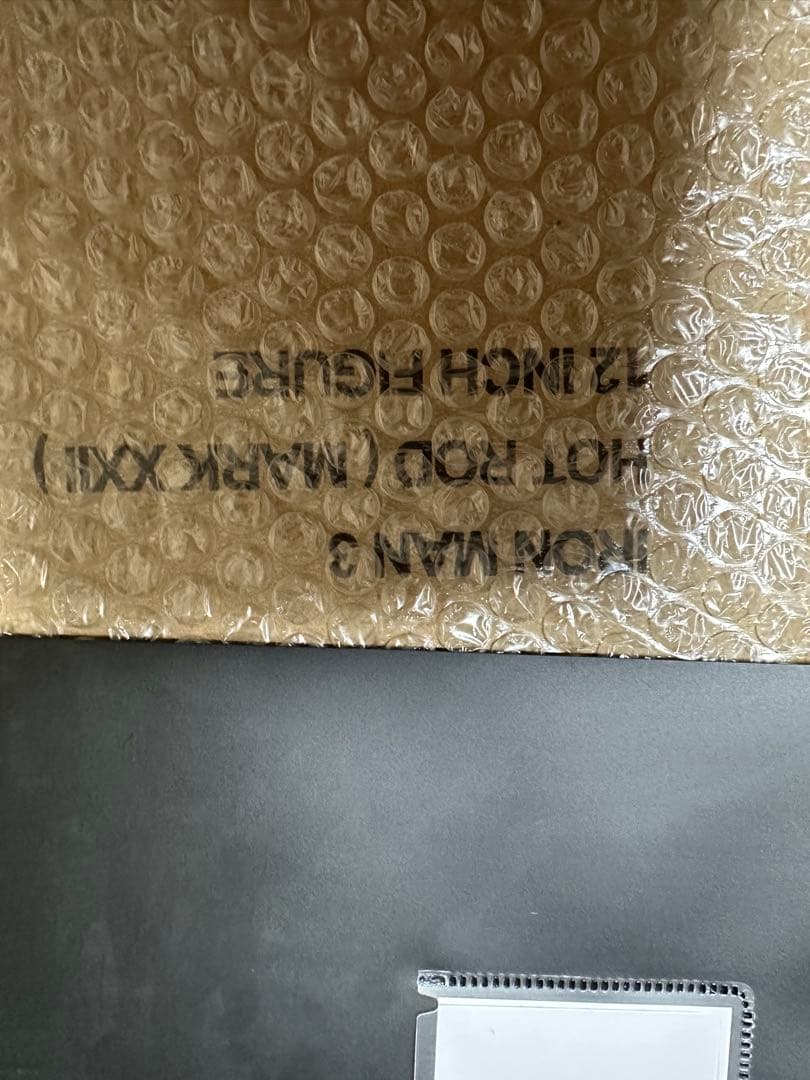 IRON MAN 3
HOT ROD ( MARK XXII )
12 INCH FIGURE